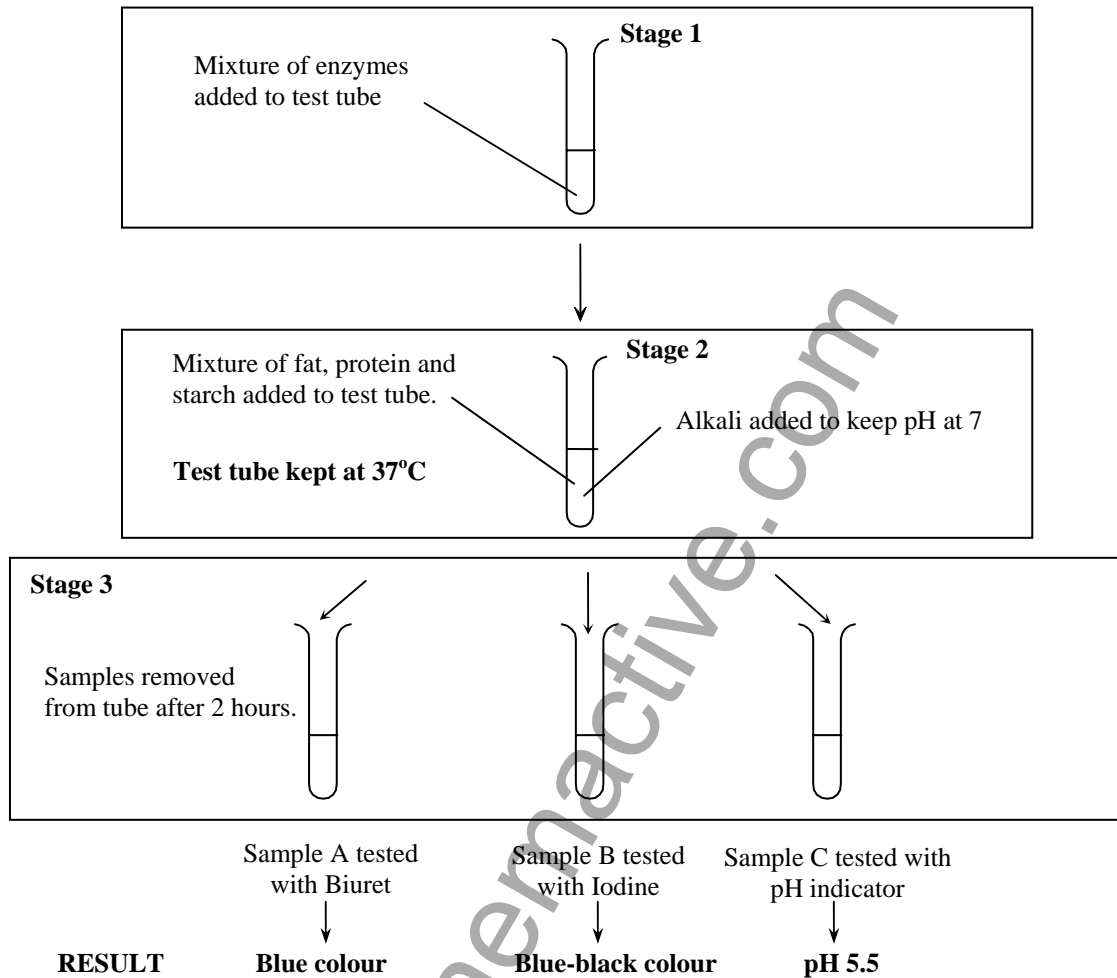 Stage 1
Mixture of enzymes
added to test tube
Stage 2
Mixture of fat, protein and
starch added to test tube.
Alkali added to keep pH at 7
Test tube kept at 37°C
Stage 3
Samples removed
from tube after 2 hours.
Sample A tested
with Biuret
Sample B tested
with Iodine
Sample C tested with
pH indicator
RESULT Blue colour Blue-black colour pH 5.5
nemactive.com